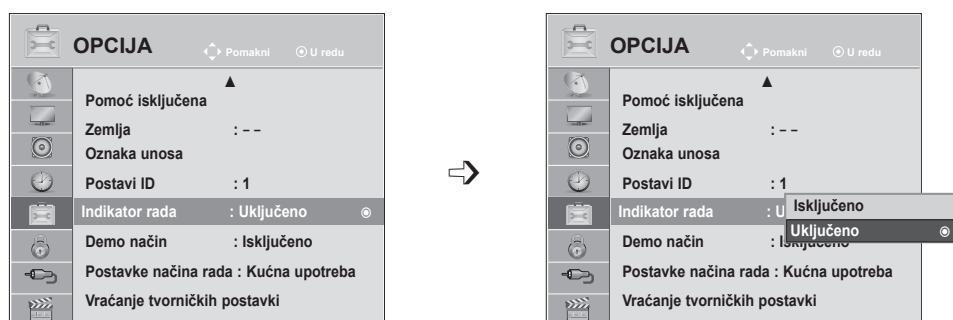 OPCIJA
Pomakni
U redu
Pomoć isključena
Zemlja : – –
Oznaka unosa
Postavi ID : 1
Indikator rada : Uključeno
Demo način : Isključeno
Postavke načina rada : Kućna upotreba
Vraćanje tvorničkih postavki
OPCIJA
Pomakni
U redu
Pomoć isključena
Zemlja : – –
Oznaka unosa
Postavi ID : 1
Indikator rada : U
Isključeno
Uključeno
Demo način : Isključeno
Postavke načina rada : Kućna upotreba
Vraćanje tvorničkih postavki